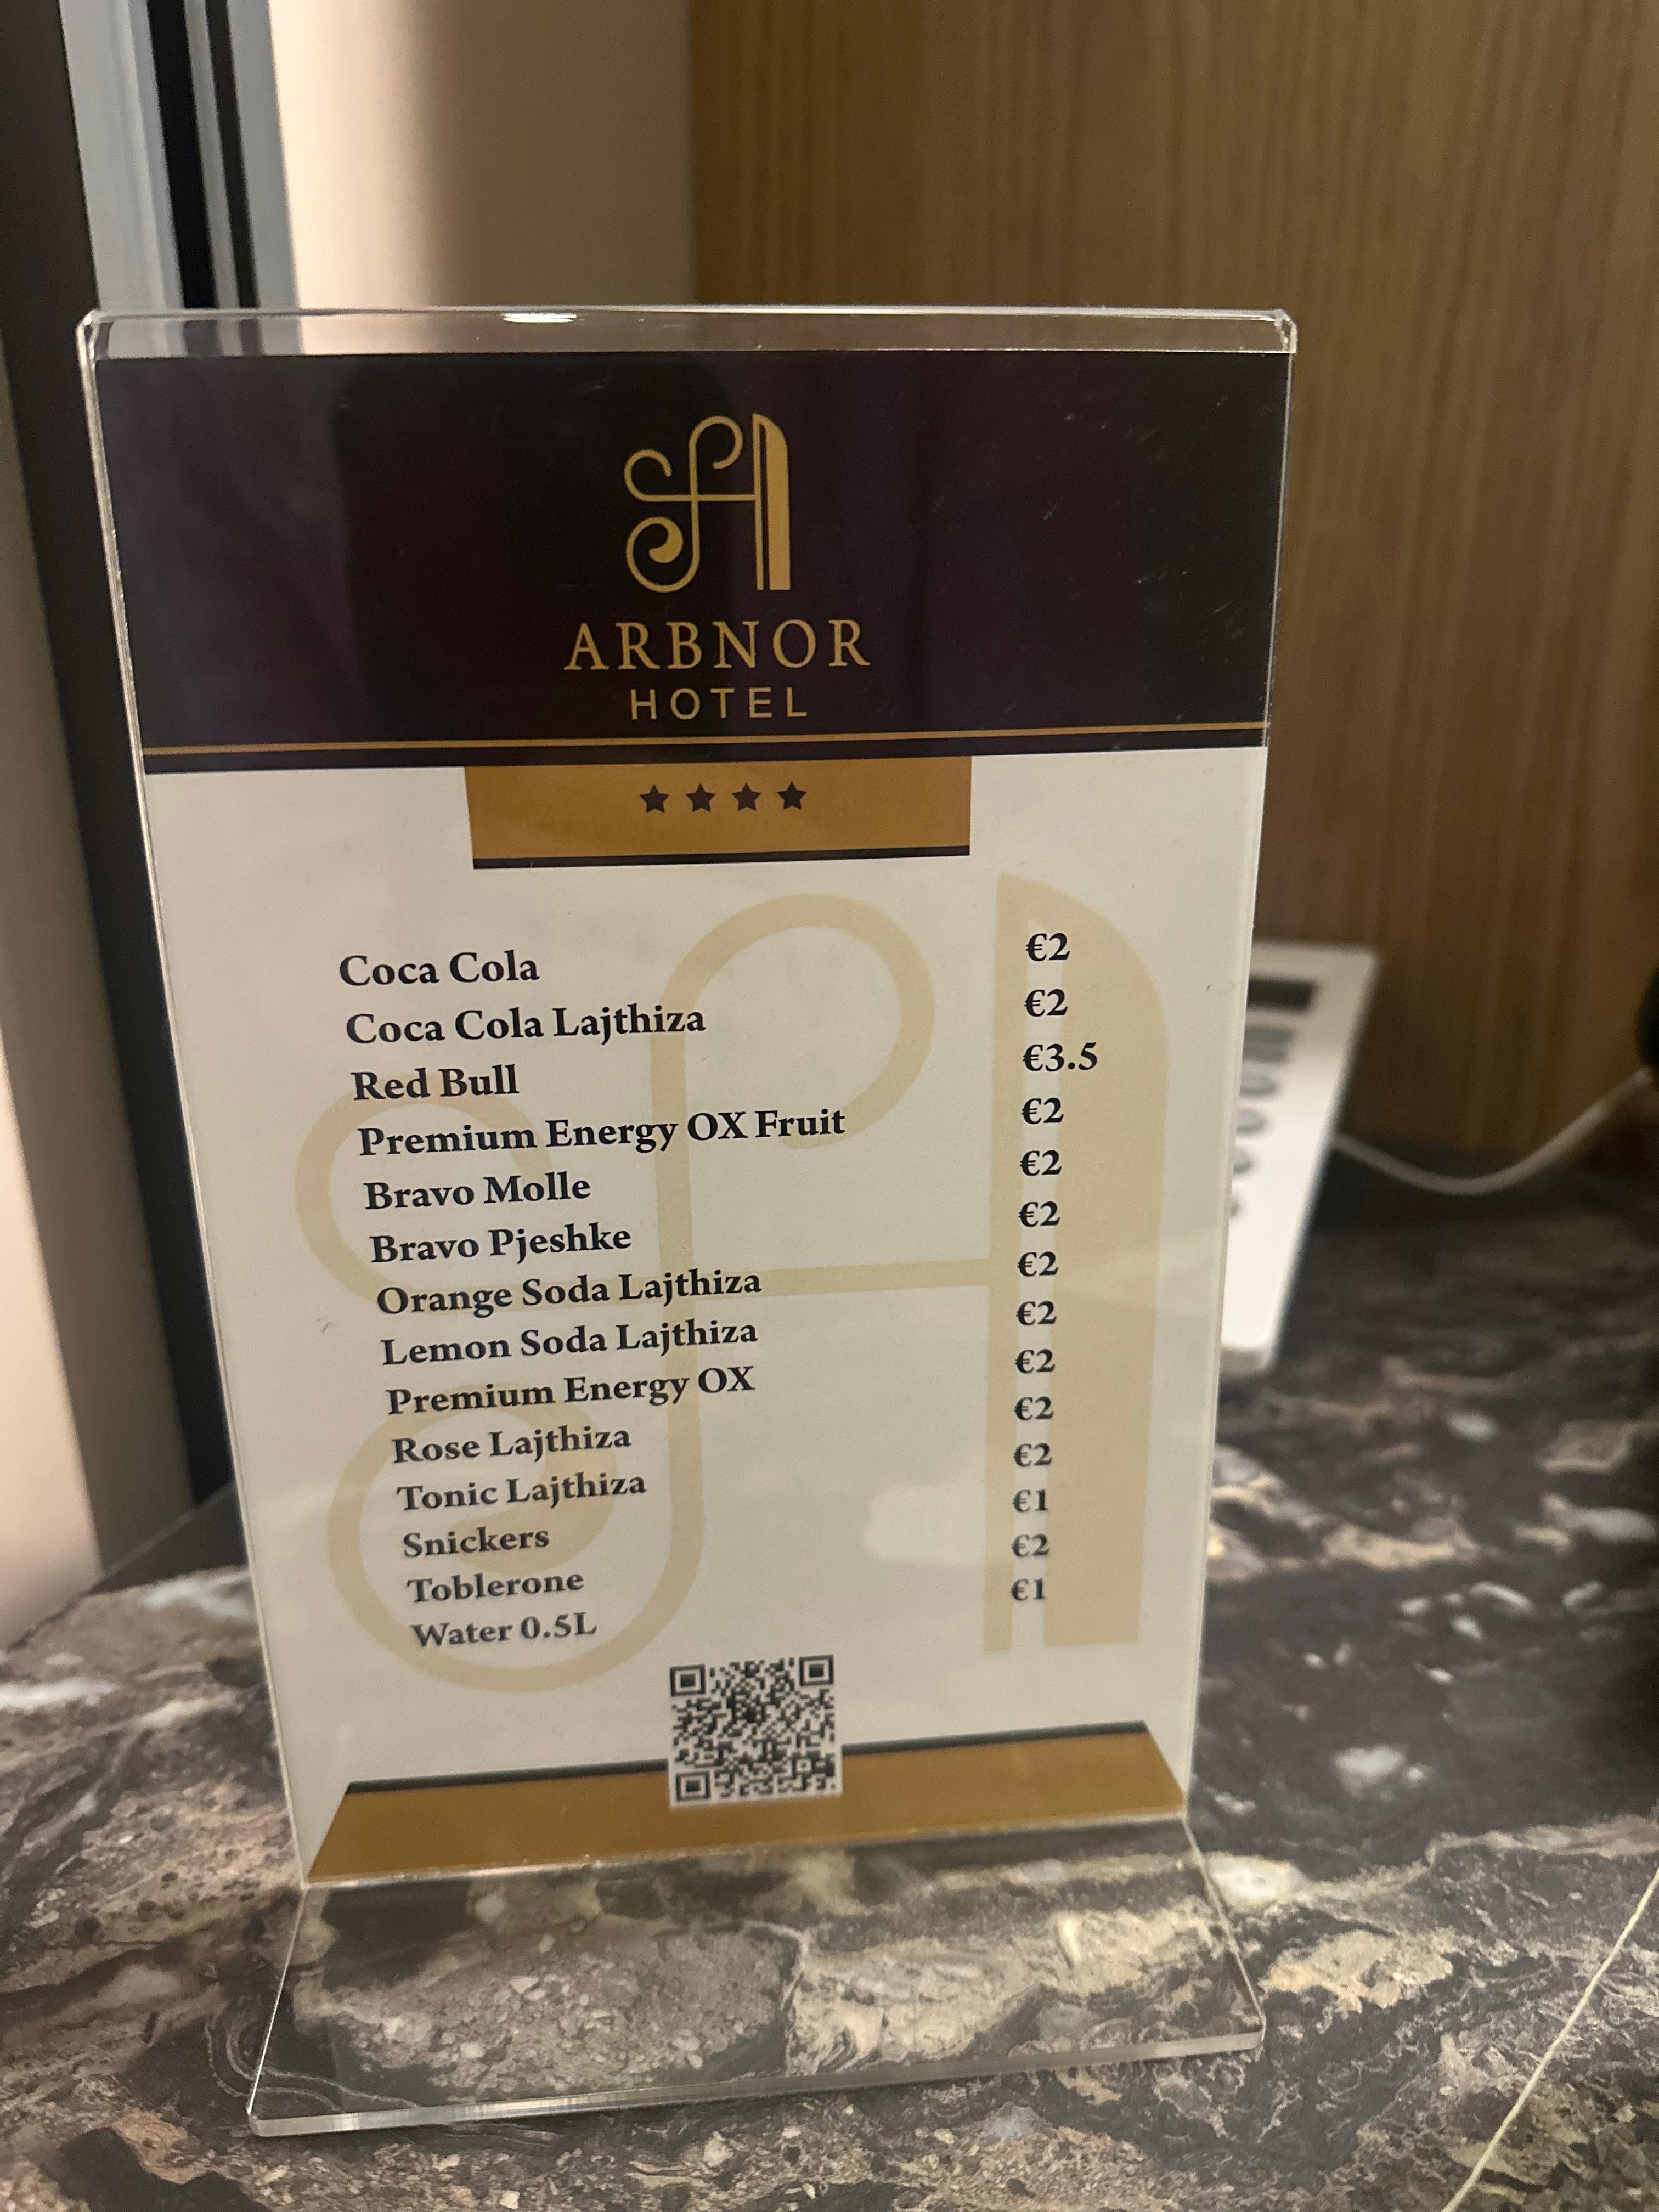 ARBNOR
HOTEL
Coca Cola €2
Coca Cola Lajthiza €2
Red Bull €3.5
Premium Energy OX Fruit €2
Bravo Molle €2
Bravo Pjeshke €2
Orange Soda Lajthiza €2
Lemon Soda Lajthiza €2
Premium Energy OX €2
Rose Lajthiza €2
Tonic Lajthiza €2
Snickers €1
Toblerone €2
Water 0.5L €1